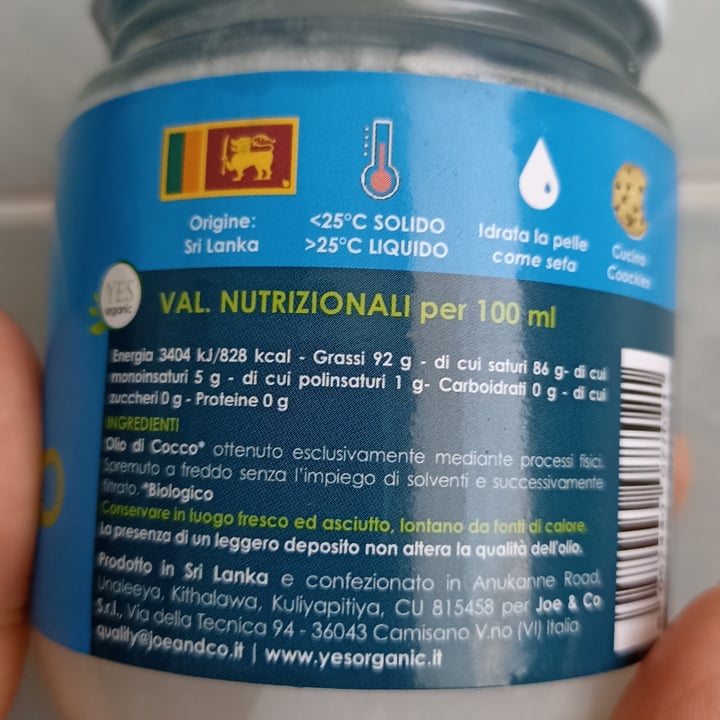 Origine:
Sri Lanka
<25°C SOLIDO
>25°C LIQUIDO
Idrata la pelle
come seta
Cucina
Coockies
YES
organic
VAL. NUTRIZIONALI per 100 ml
Energia 3404 kJ/828 kcal - Grassi 92 g - di cui saturi 86 g- di cui
monoinsaturi 5 g - di cui polinsaturi 1 g- Carboidrati 0 g - di cui
zuccheri 0 g - Proteine 0 g
INGREDIENTI
Olio di Cocco* ottenuto esclusivamente mediante processi fisici.
Spremuto a freddo senza l'impiego di solventi e successivamente
filtrato. *Biologico
Conservare in luogo fresco ed asciutto, lontano da fonti di calore.
La presenza di un leggero deposito non altera la qualità dell'olio.
Prodotto in Sri Lanka e confezionato in Anukanne Road,
Unaleeya, Kithalawa, Kuliyapitiya, CU 815458 per Joe & Co
S.r.l., Via della Tecnica 94 - 36043 Camisano V.no (VI) Italia
quality@joeandco.it | www.yesorganic.it